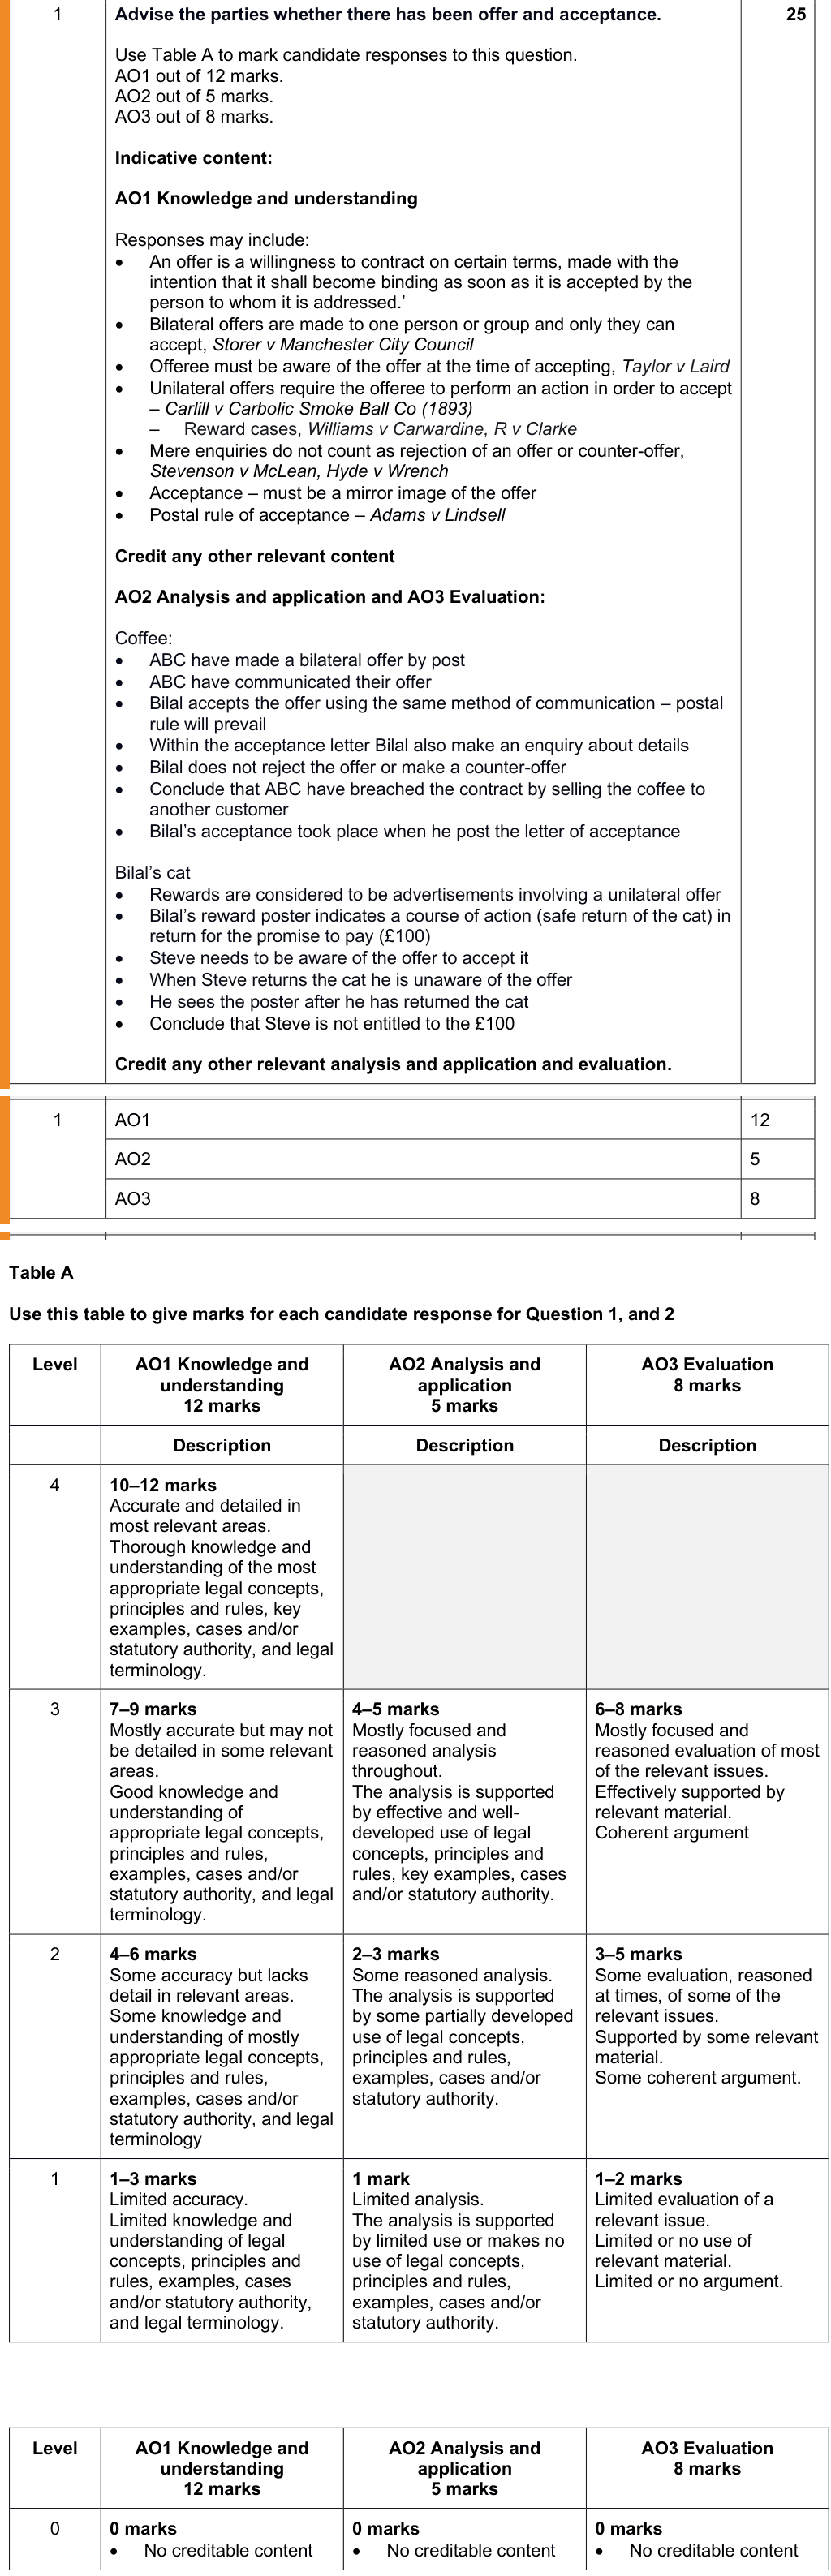 1
Advise the parties whether there has been offer and acceptance.
25
Use Table A to mark candidate responses to this question.
AO1 out of 12 marks.
AO2 out of 5 marks.
AO3 out of 8 marks.
Indicative content:
AO1 Knowledge and understanding
Responses may include:
• An offer is a willingness to contract on certain terms, made with the
intention that it shall become binding as soon as it is accepted by the
person to whom it is addressed.'
• Bilateral offers are made to one person or group and only they can
accept, Storer v Manchester City Council
• Offeree must be aware of the offer at the time of accepting, Taylor v Laird
• Unilateral offers require the offeree to perform an action in order to accept
– Carlill v Carbolic Smoke Ball Co (1893)
– Reward cases, Williams v Carwardine, R v Clarke
• Mere enquiries do not count as rejection of an offer or counter-offer,
Stevenson v McLean, Hyde v Wrench
• Acceptance – must be a mirror image of the offer
• Postal rule of acceptance – Adams v Lindsell
Credit any other relevant content
AO2 Analysis and application and AO3 Evaluation:
Coffee:
• ABC have made a bilateral offer by post
• ABC have communicated their offer
• Bilal accepts the offer using the same method of communication – postal
rule will prevail
• Within the acceptance letter Bilal also make an enquiry about details
• Bilal does not reject the offer or make a counter-offer
• Conclude that ABC have breached the contract by selling the coffee to
another customer
• Bilal's acceptance took place when he post the letter of acceptance
Bilal's cat
• Rewards are considered to be advertisements involving a unilateral offer
• Bilal's reward poster indicates a course of action (safe return of the cat) in
return for the promise to pay (£100)
• Steve needs to be aware of the offer to accept it
• When Steve returns the cat he is unaware of the offer
• He sees the poster after he has returned the cat
• Conclude that Steve is not entitled to the £100
Credit any other relevant analysis and application and evaluation.
1
AO1
12
AO2
5
AO3
8
Table A
Use this table to give marks for each candidate response for Question 1, and 2
Level
AO1 Knowledge and
understanding
12 marks
AO2 Analysis and
application
5 marks
AO3 Evaluation
8 marks
Description
Description
Description
4
10–12 marks
Accurate and detailed in
most relevant areas.
Thorough knowledge and
understanding of the most
appropriate legal concepts,
principles and rules, key
examples, cases and/or
statutory authority, and legal
terminology.
3
7–9 marks
Mostly accurate but may not
be detailed in some relevant
areas.
Good knowledge and
understanding of
appropriate legal concepts,
principles and rules,
examples, cases and/or
statutory authority, and legal
terminology.
4–5 marks
Mostly focused and
reasoned analysis
throughout.
The analysis is supported
by effective and well-
developed use of legal
concepts, principles and
rules, key examples, cases
and/or statutory authority.
6–8 marks
Mostly focused and
reasoned evaluation of most
of the relevant issues.
Effectively supported by
relevant material.
Coherent argument
2
4–6 marks
Some accuracy but lacks
detail in relevant areas.
Some knowledge and
understanding of mostly
appropriate legal concepts,
principles and rules,
examples, cases and/or
statutory authority, and legal
terminology
2–3 marks
Some reasoned analysis.
The analysis is supported
by some partially developed
use of legal concepts,
principles and rules,
examples, cases and/or
statutory authority.
3–5 marks
Some evaluation, reasoned
at times, of some of the
relevant issues.
Supported by some relevant
material.
Some coherent argument.
1
1–3 marks
Limited accuracy.
Limited knowledge and
understanding of legal
concepts, principles and
rules, examples, cases
and/or statutory authority,
and legal terminology.
1 mark
Limited analysis.
The analysis is supported
by limited use or makes no
use of legal concepts,
principles and rules,
examples, cases and/or
statutory authority.
1–2 marks
Limited evaluation of a
relevant issue.
Limited or no use of
relevant material.
Limited or no argument.
Level
AO1 Knowledge and
understanding
12 marks
AO2 Analysis and
application
5 marks
AO3 Evaluation
8 marks
0
0 marks
• No creditable content
0 marks
• No creditable content
0 marks
• No creditable content